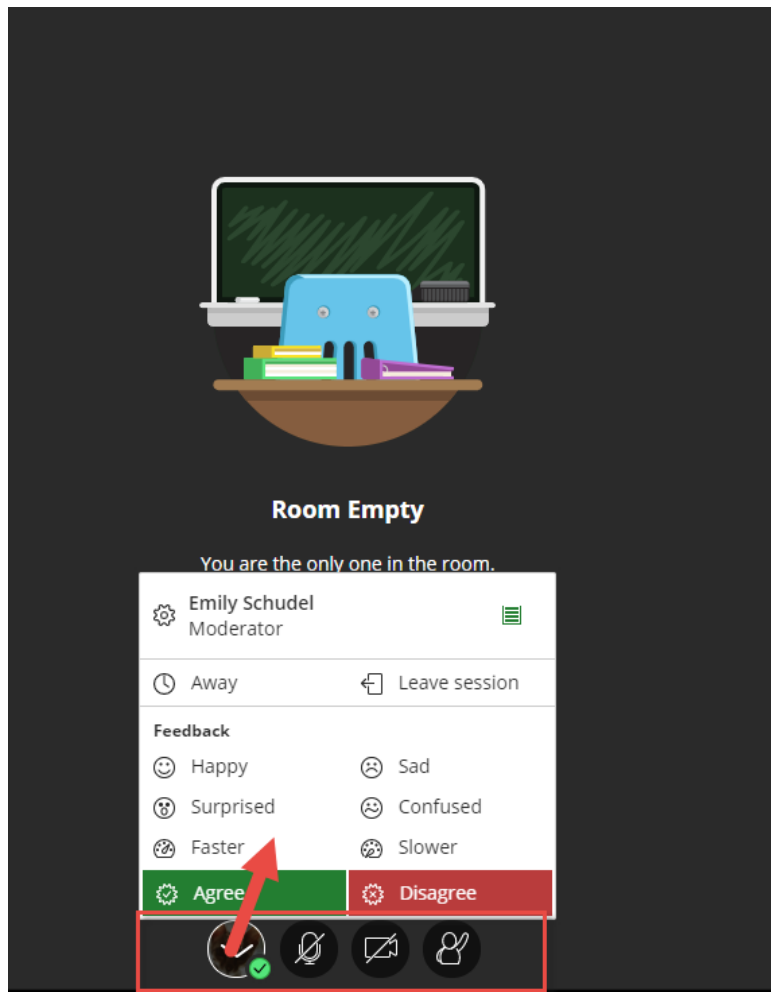 Room Empty
You are the only one in the room.
Emily Schudel
Moderator
Away Leave session
Feedback
Happy Sad
Surprised Confused
Faster Slower
Agree Disagree